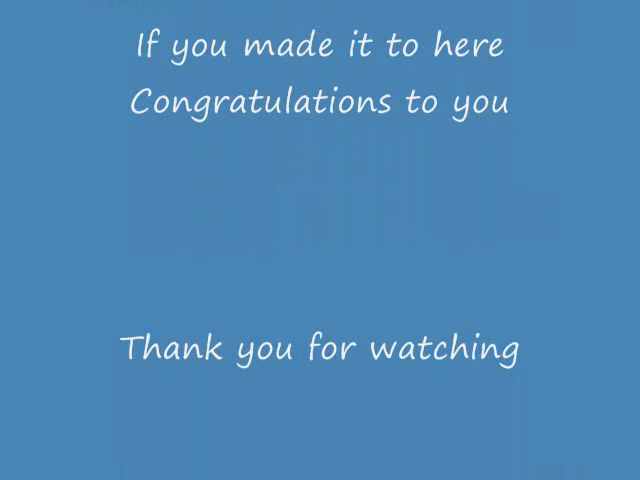 If you made it to here
Congratulations to you
Thank you for watching